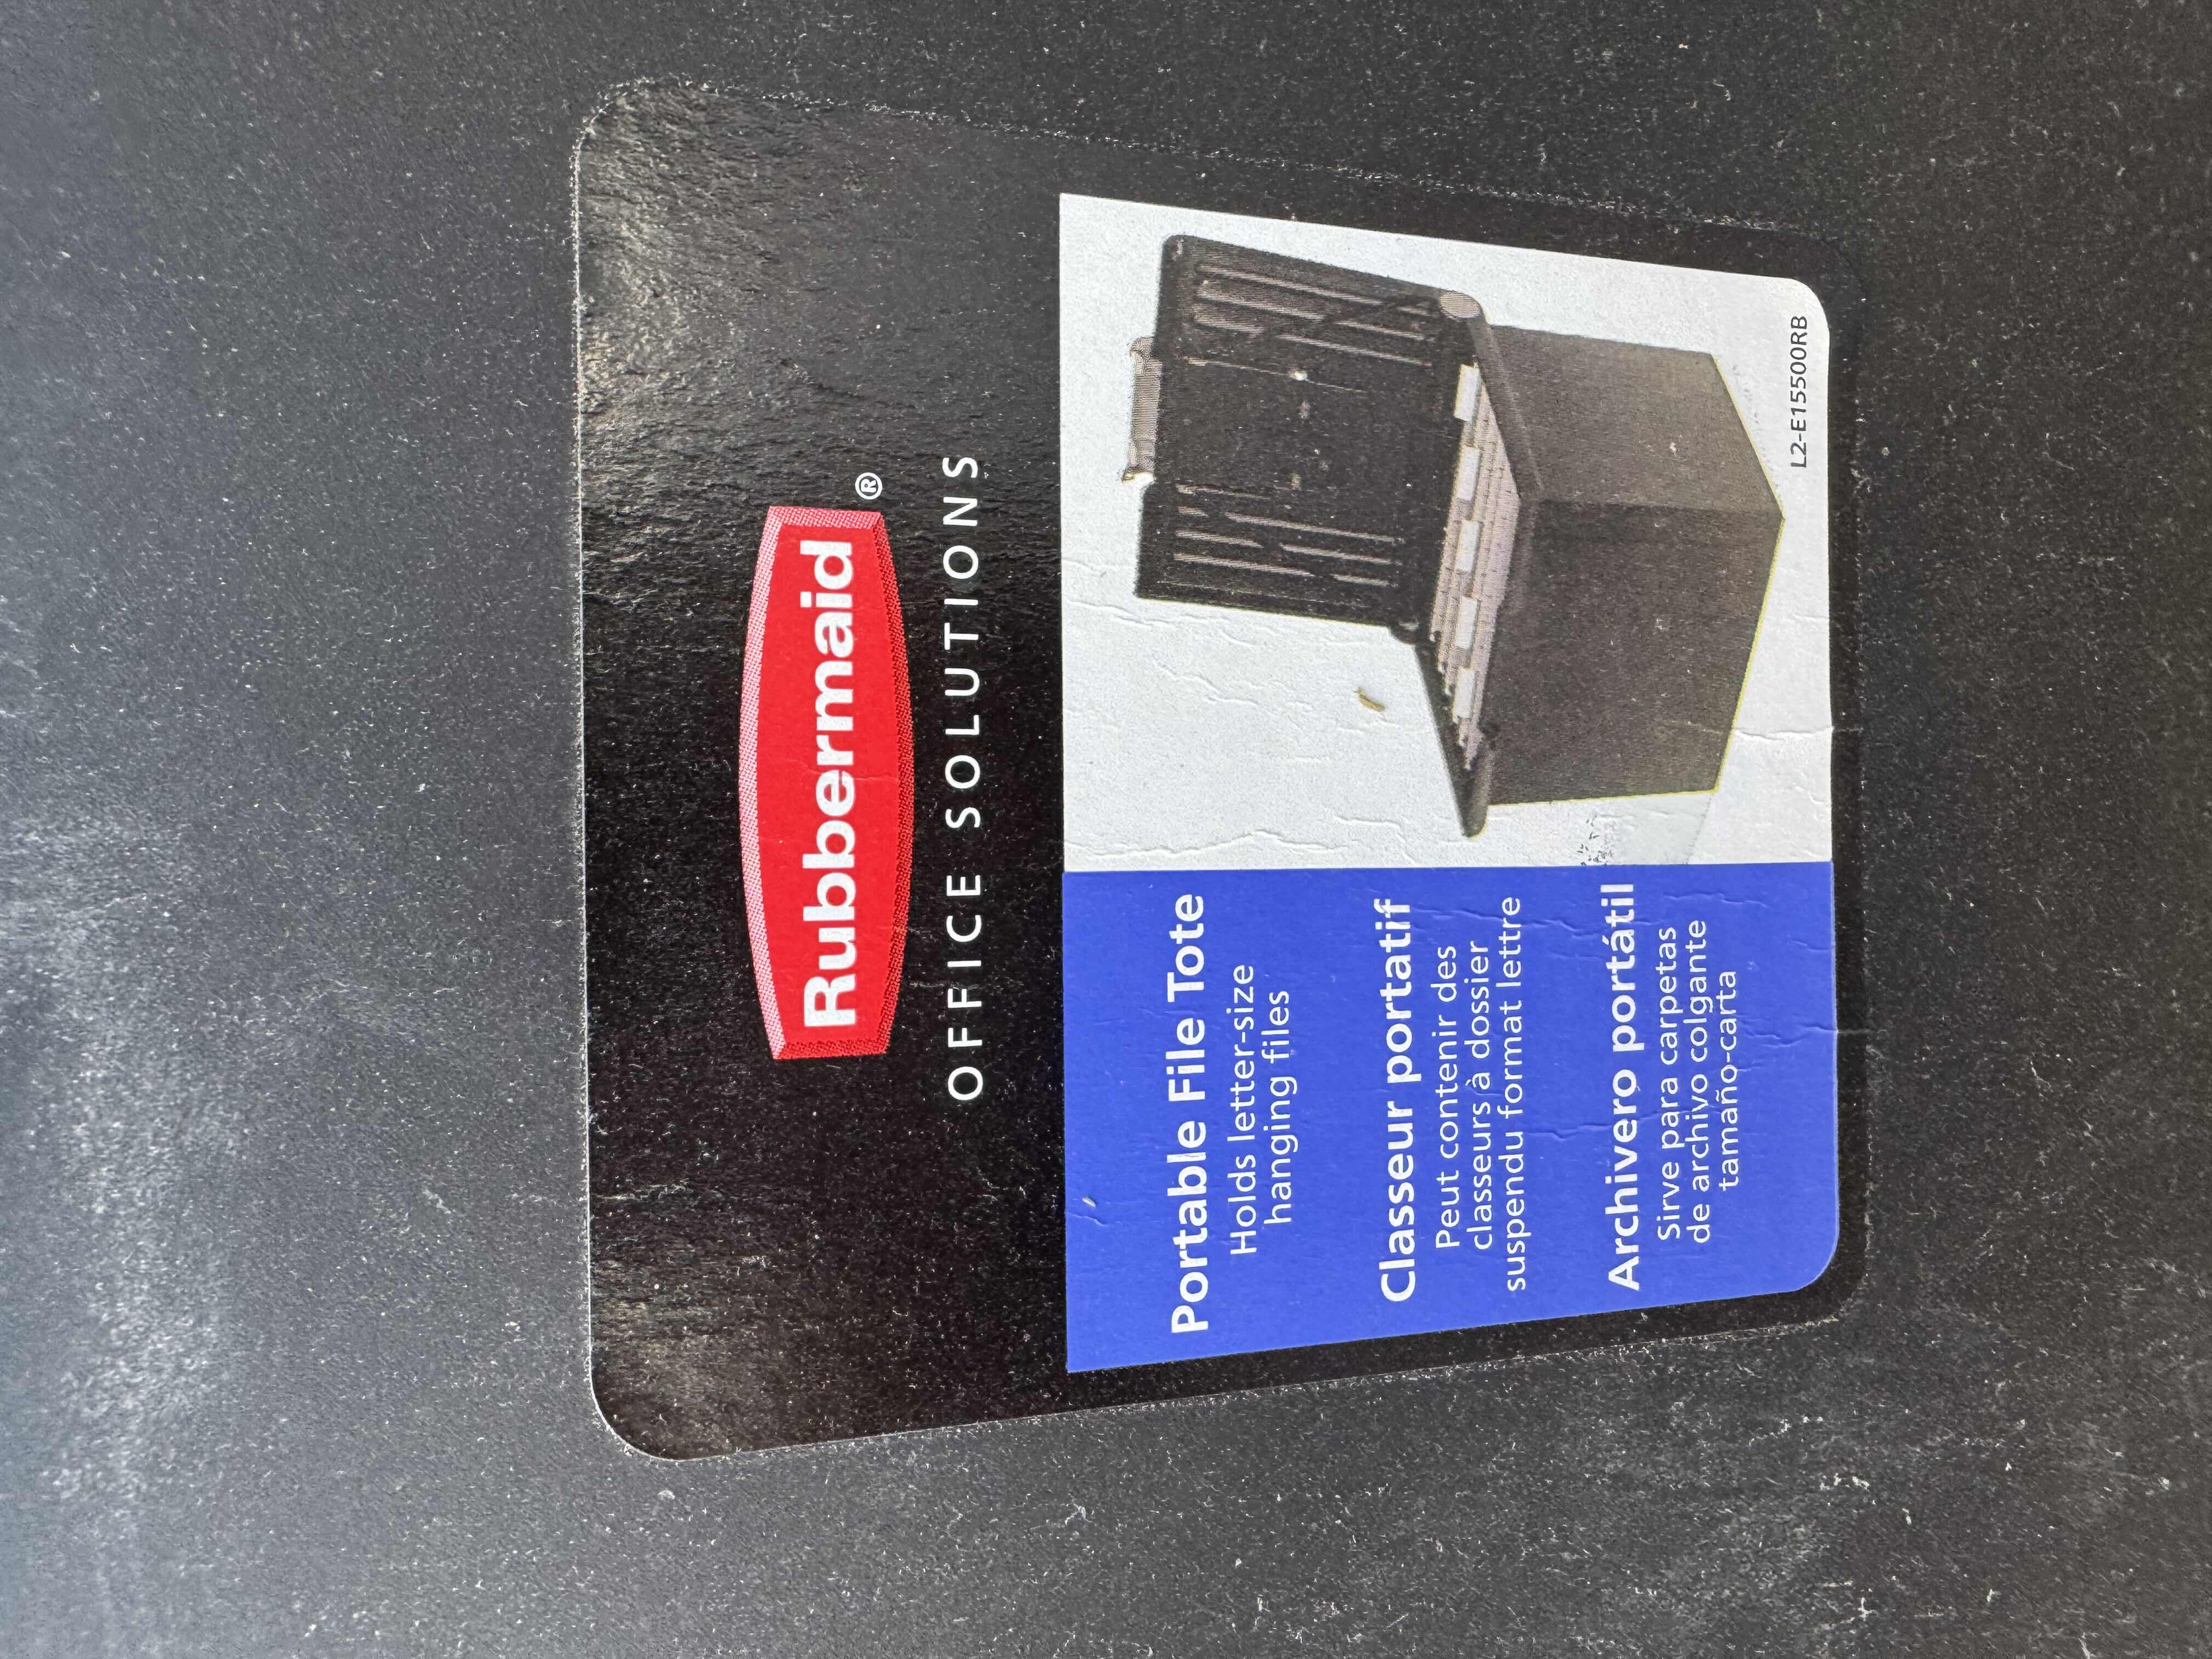 Rubbermaid®
OFFICE SOLUTIONS
Portable File Tote
Holds letter-size
hanging files
Classeur portatif
Peut contenir des
classeurs à dossier
suspendu format lettre
Archivero portátil
Sirve para carpetas
de archivo colgante
tamaño-carta
L2-E15500RB